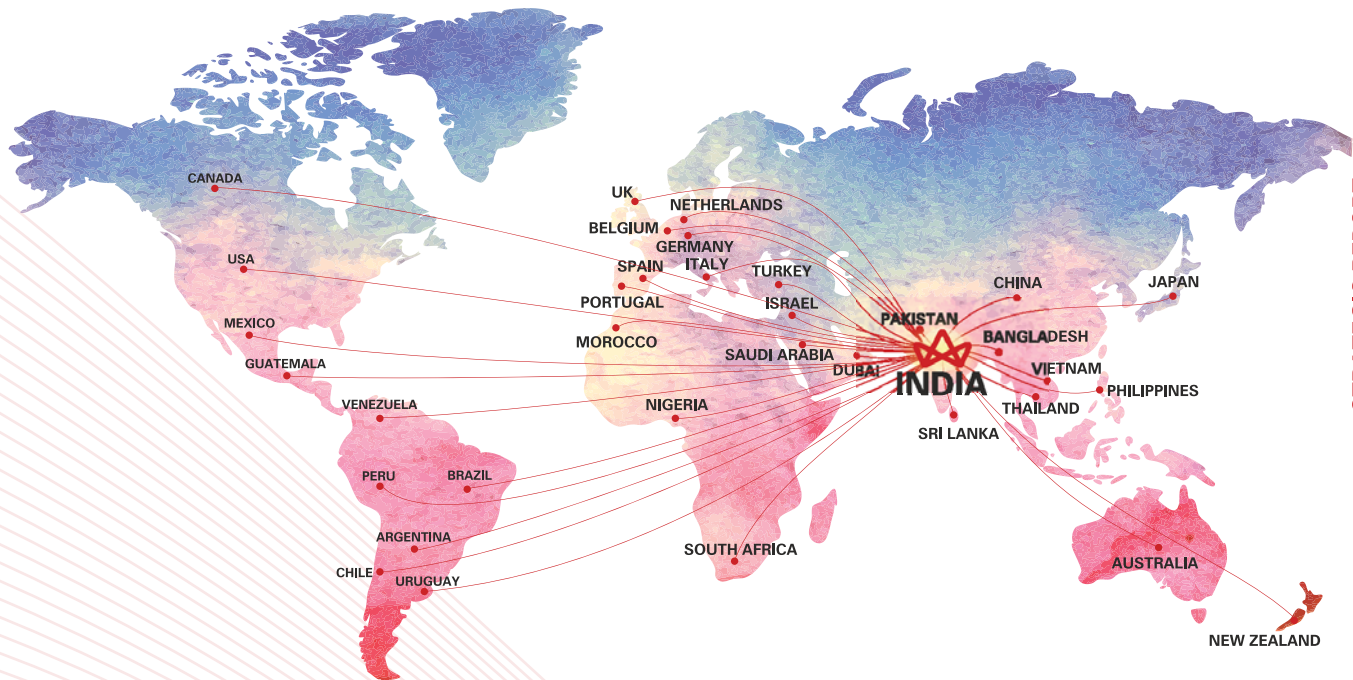 CANADA
UK
NETHERLANDS
BELGIUM
GERMANY
USA
SPAIN
ITALY
TURKEY
CHINA
JAPAN
PORTUGAL
ISRAEL
MEXICO
PAKISTAN
MOROCCO
BANGLADESH
SAUDI ARABIA
GUATEMALA
DUBAI
VIETNAM
INDIA
PHILIPPINES
VENEZUELA
NIGERIA
THAILAND
SRI LANKA
PERU
BRAZIL
ARGENTINA
SOUTH AFRICA
AUSTRALIA
CHILE
URUGUAY
NEW ZEALAND